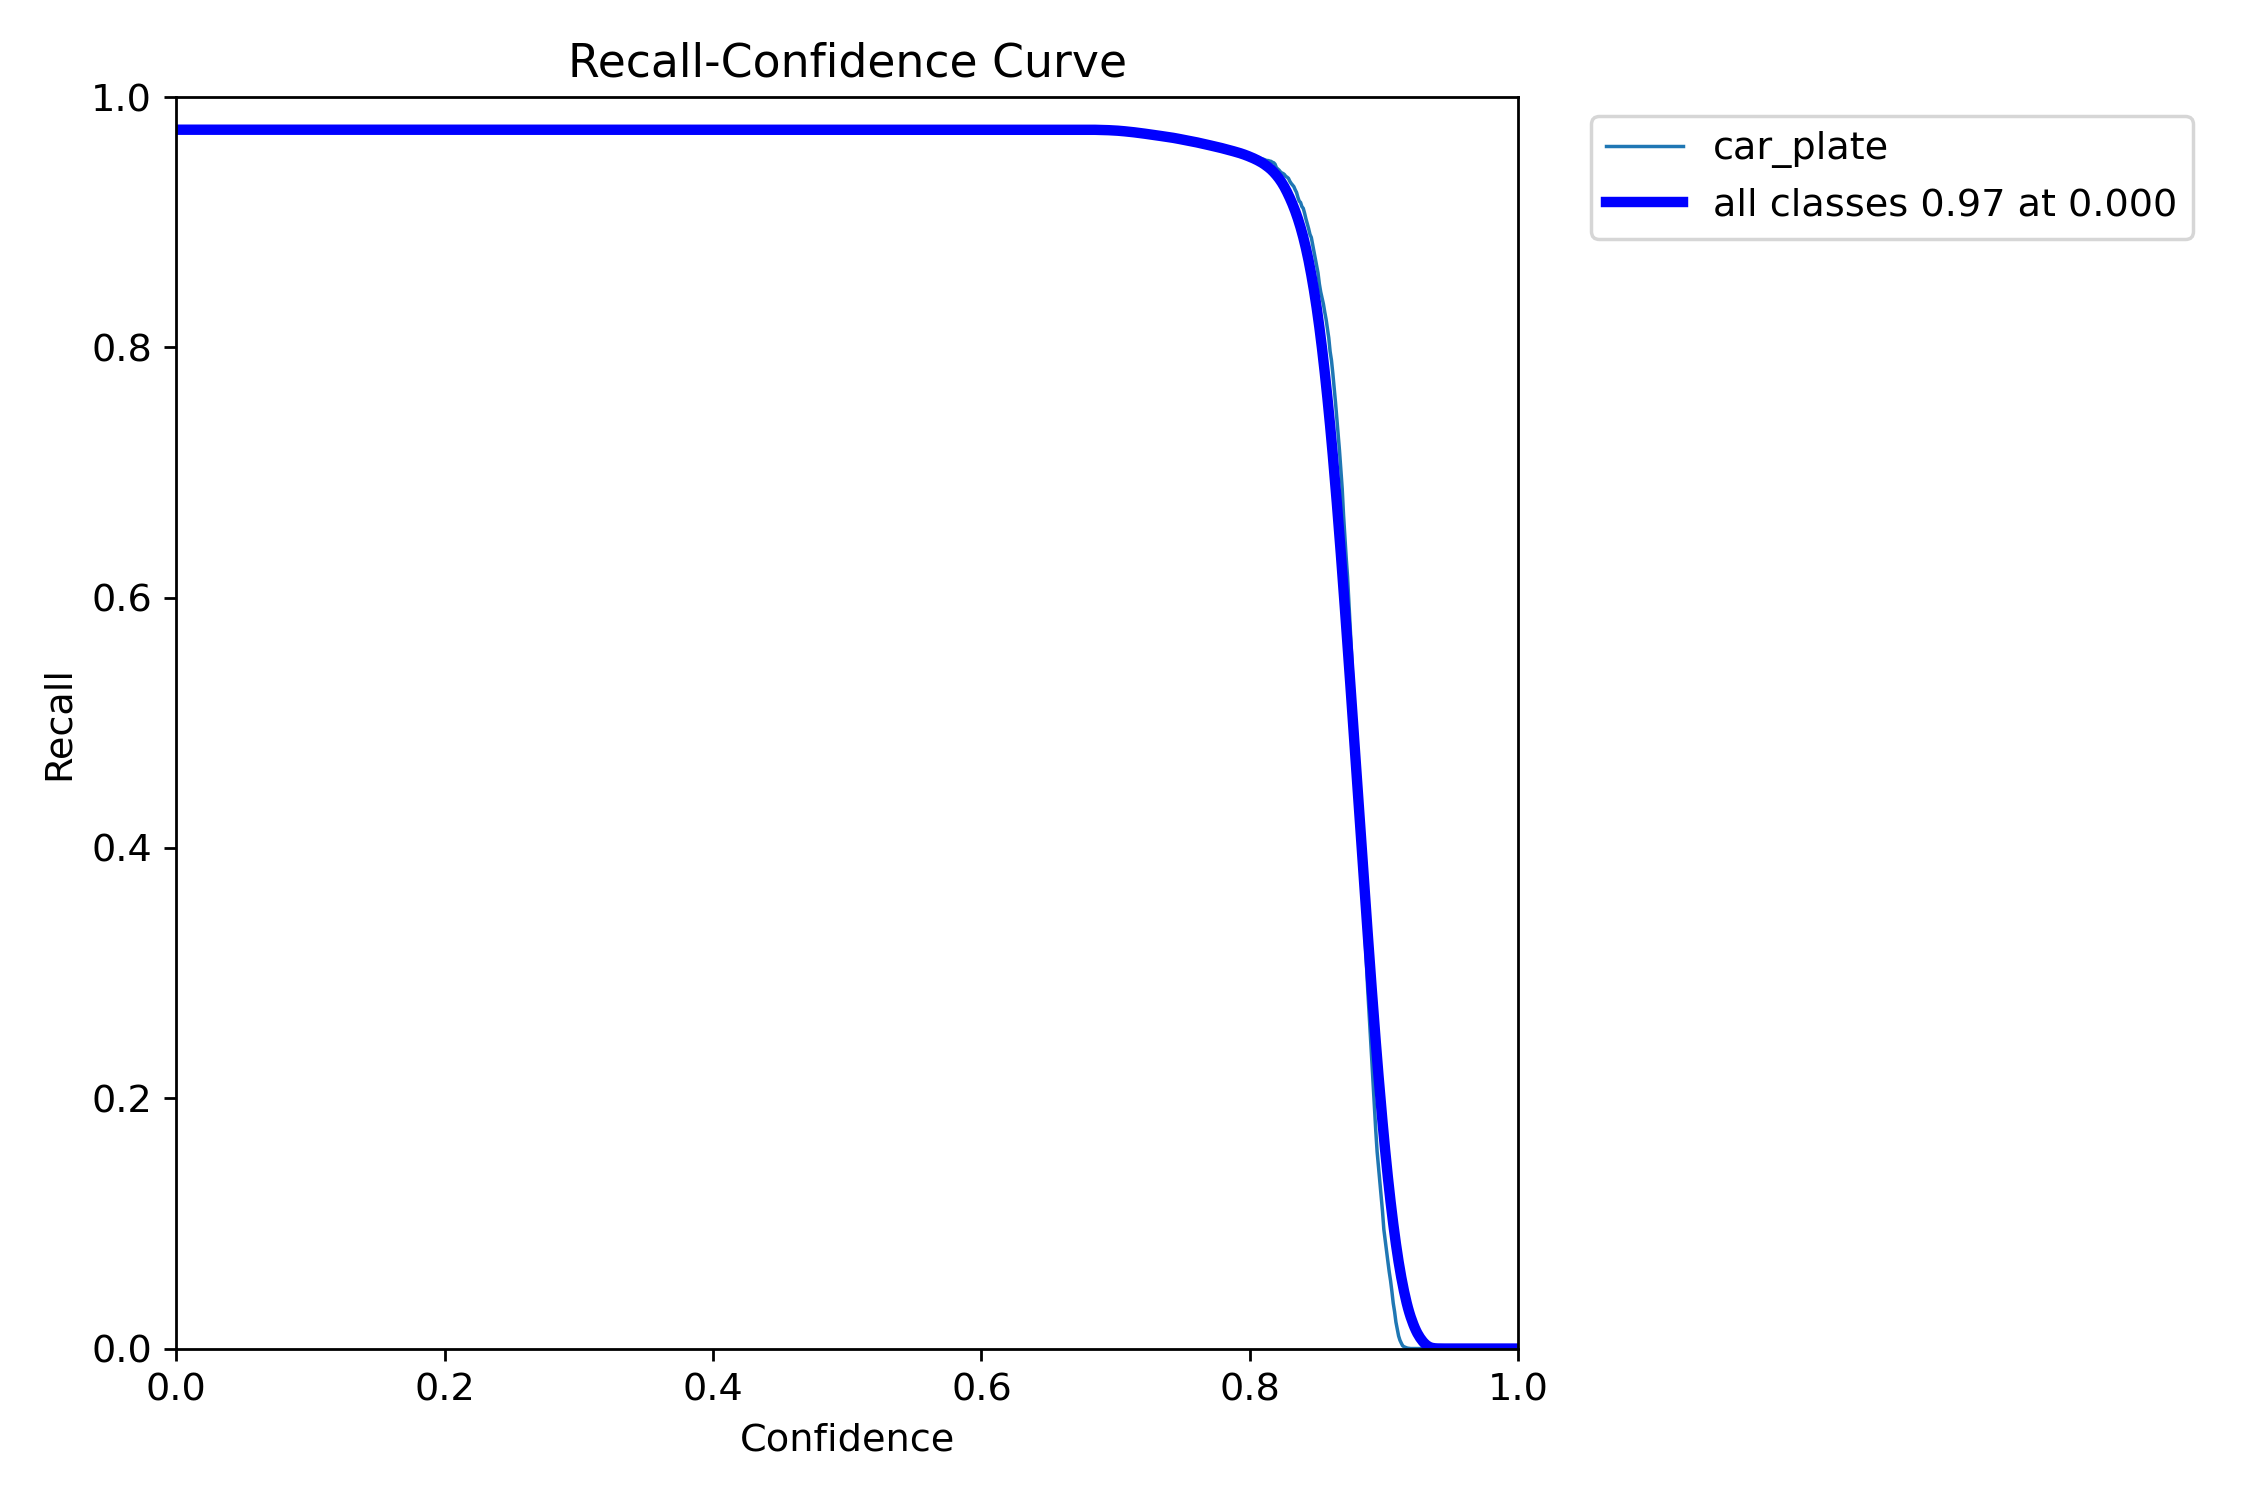 Recall-Confidence Curve
1.0
0.8
0.6
0.4
0.2
0.0
Recall
0.0 0.2 0.4 0.6 0.8 1.0
Confidence
car_plate
all classes 0.97 at 0.000